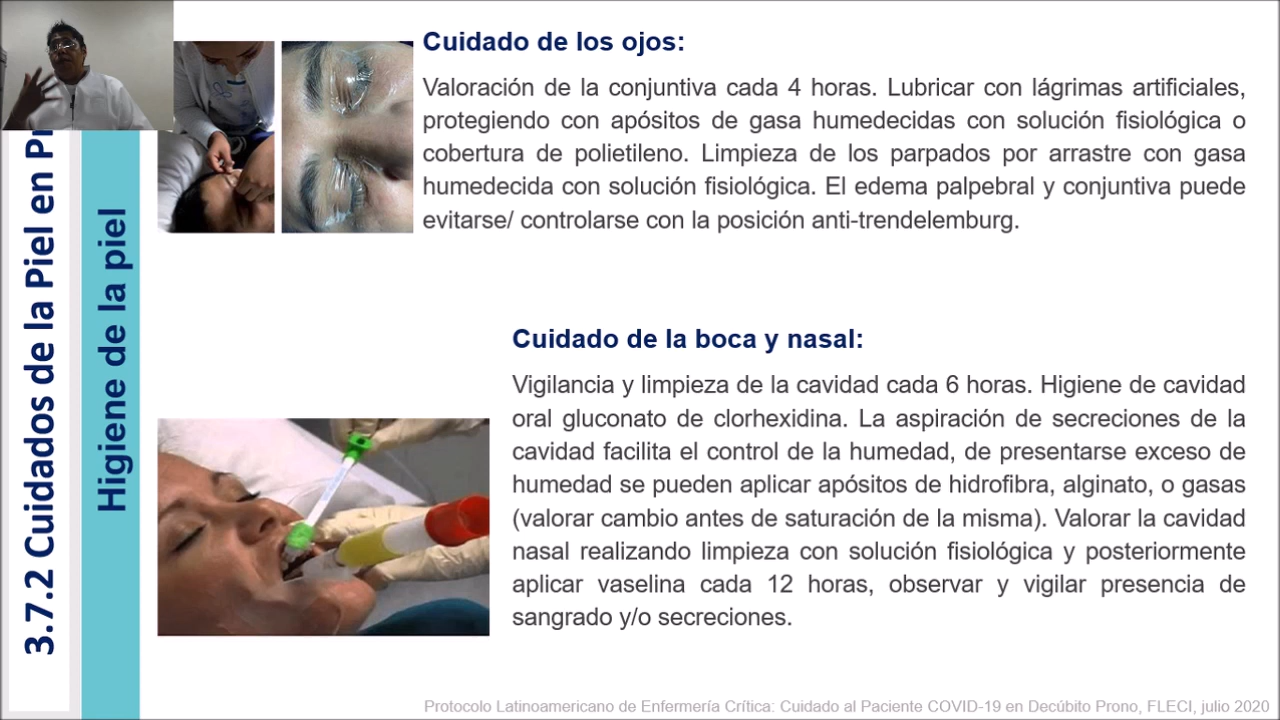 3.7.2 Cuidados de la Piel en Pr
Higiene de la piel
Cuidado de los ojos:
Valoración de la conjuntiva cada 4 horas. Lubricar con lágrimas artificiales,
protegiendo con apósitos de gasa humedecidas con solución fisiológica o
cobertura de polietileno. Limpieza de los parpados por arrastre con gasa
humedecida con solución fisiológica. El edema palpebral y conjuntiva puede
evitarse/ controlarse con la posición anti-trendelemburg.
Cuidado de la boca y nasal:
Vigilancia y limpieza de la cavidad cada 6 horas. Higiene de cavidad
oral gluconato de clorhexidina. La aspiración de secreciones de la
cavidad facilita el control de la humedad, de presentarse exceso de
humedad se pueden aplicar apósitos de hidrofibra, alginato, o gasas
(valorar cambio antes de saturación de la misma). Valorar la cavidad
nasal realizando limpieza con solución fisiológica y posteriormente
aplicar vaselina cada 12 horas, observar y vigilar presencia de
sangrado y/o secreciones.
Protocolo Latinoamericano de Enfermería Crítica: Cuidado al Paciente COVID-19 en Decúbito Prono, FLECI, julio 2020